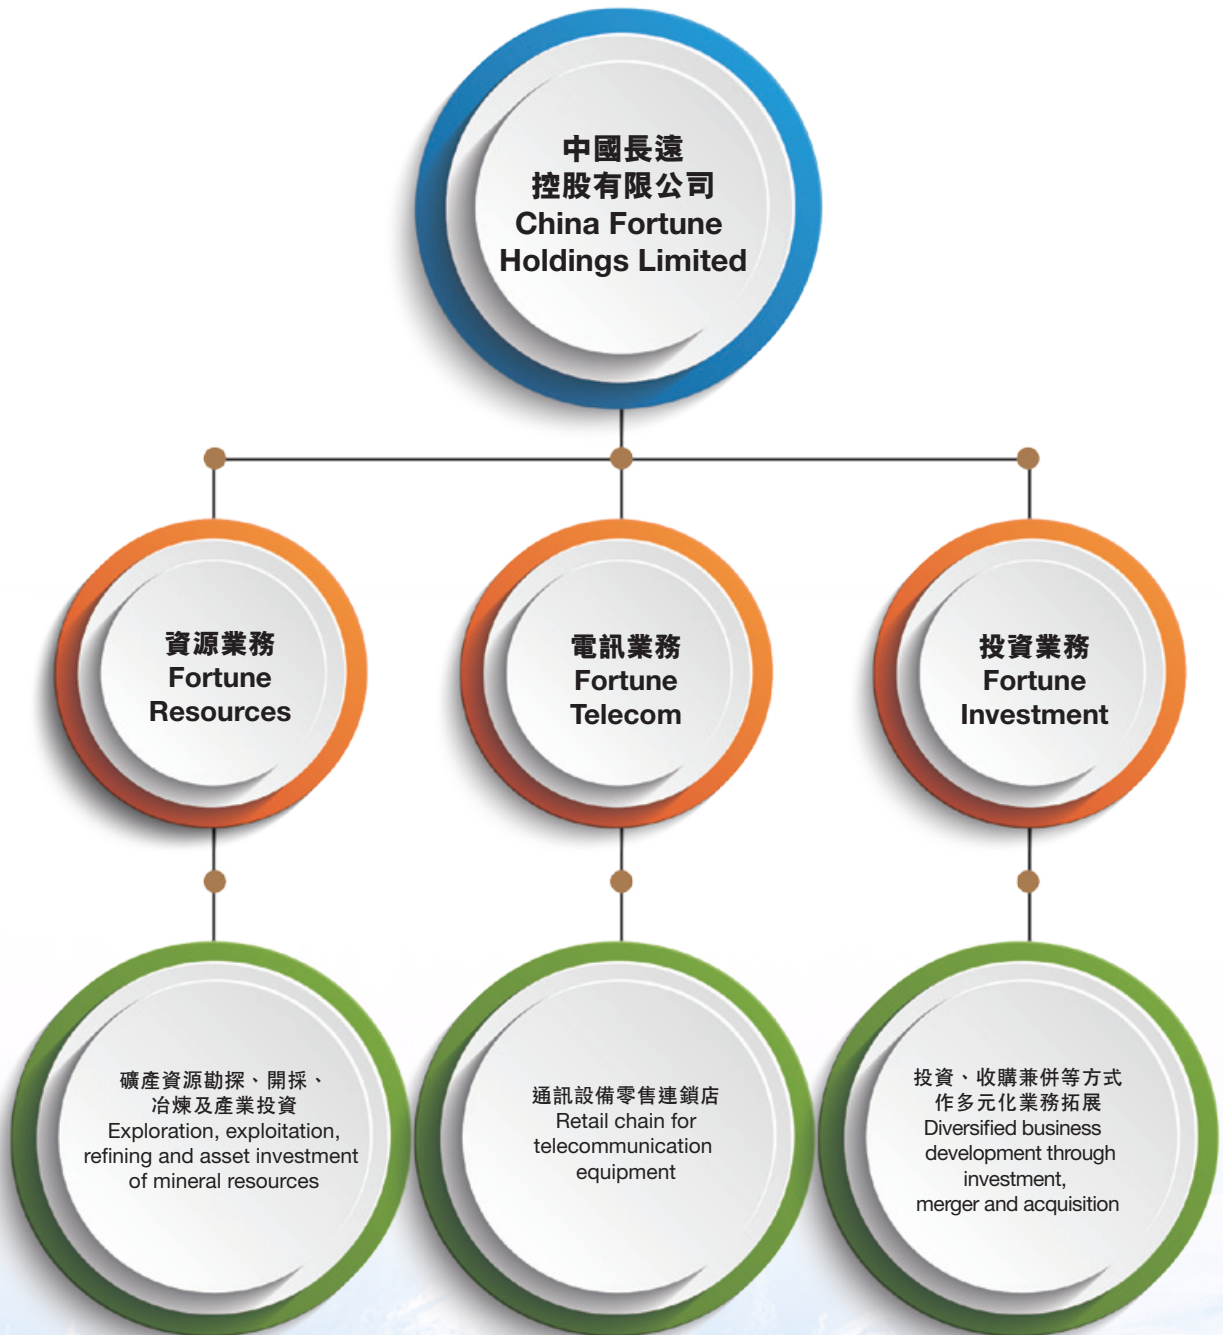 中國長遠
控股有限公司
China Fortune
Holdings Limited
資源業務
Fortune
Resources
電訊業務
Fortune
Telecom
投資業務
Fortune
Investment
礦產資源勘探、開採、
冶煉及產業投資
Exploration, exploitation,
refining and asset investment
of mineral resources
通訊設備零售連鎖店
Retail chain for
telecommunication
equipment
投資、收購兼併等方式
作多元化業務拓展
Diversified business
development through
investment,
merger and acquisition